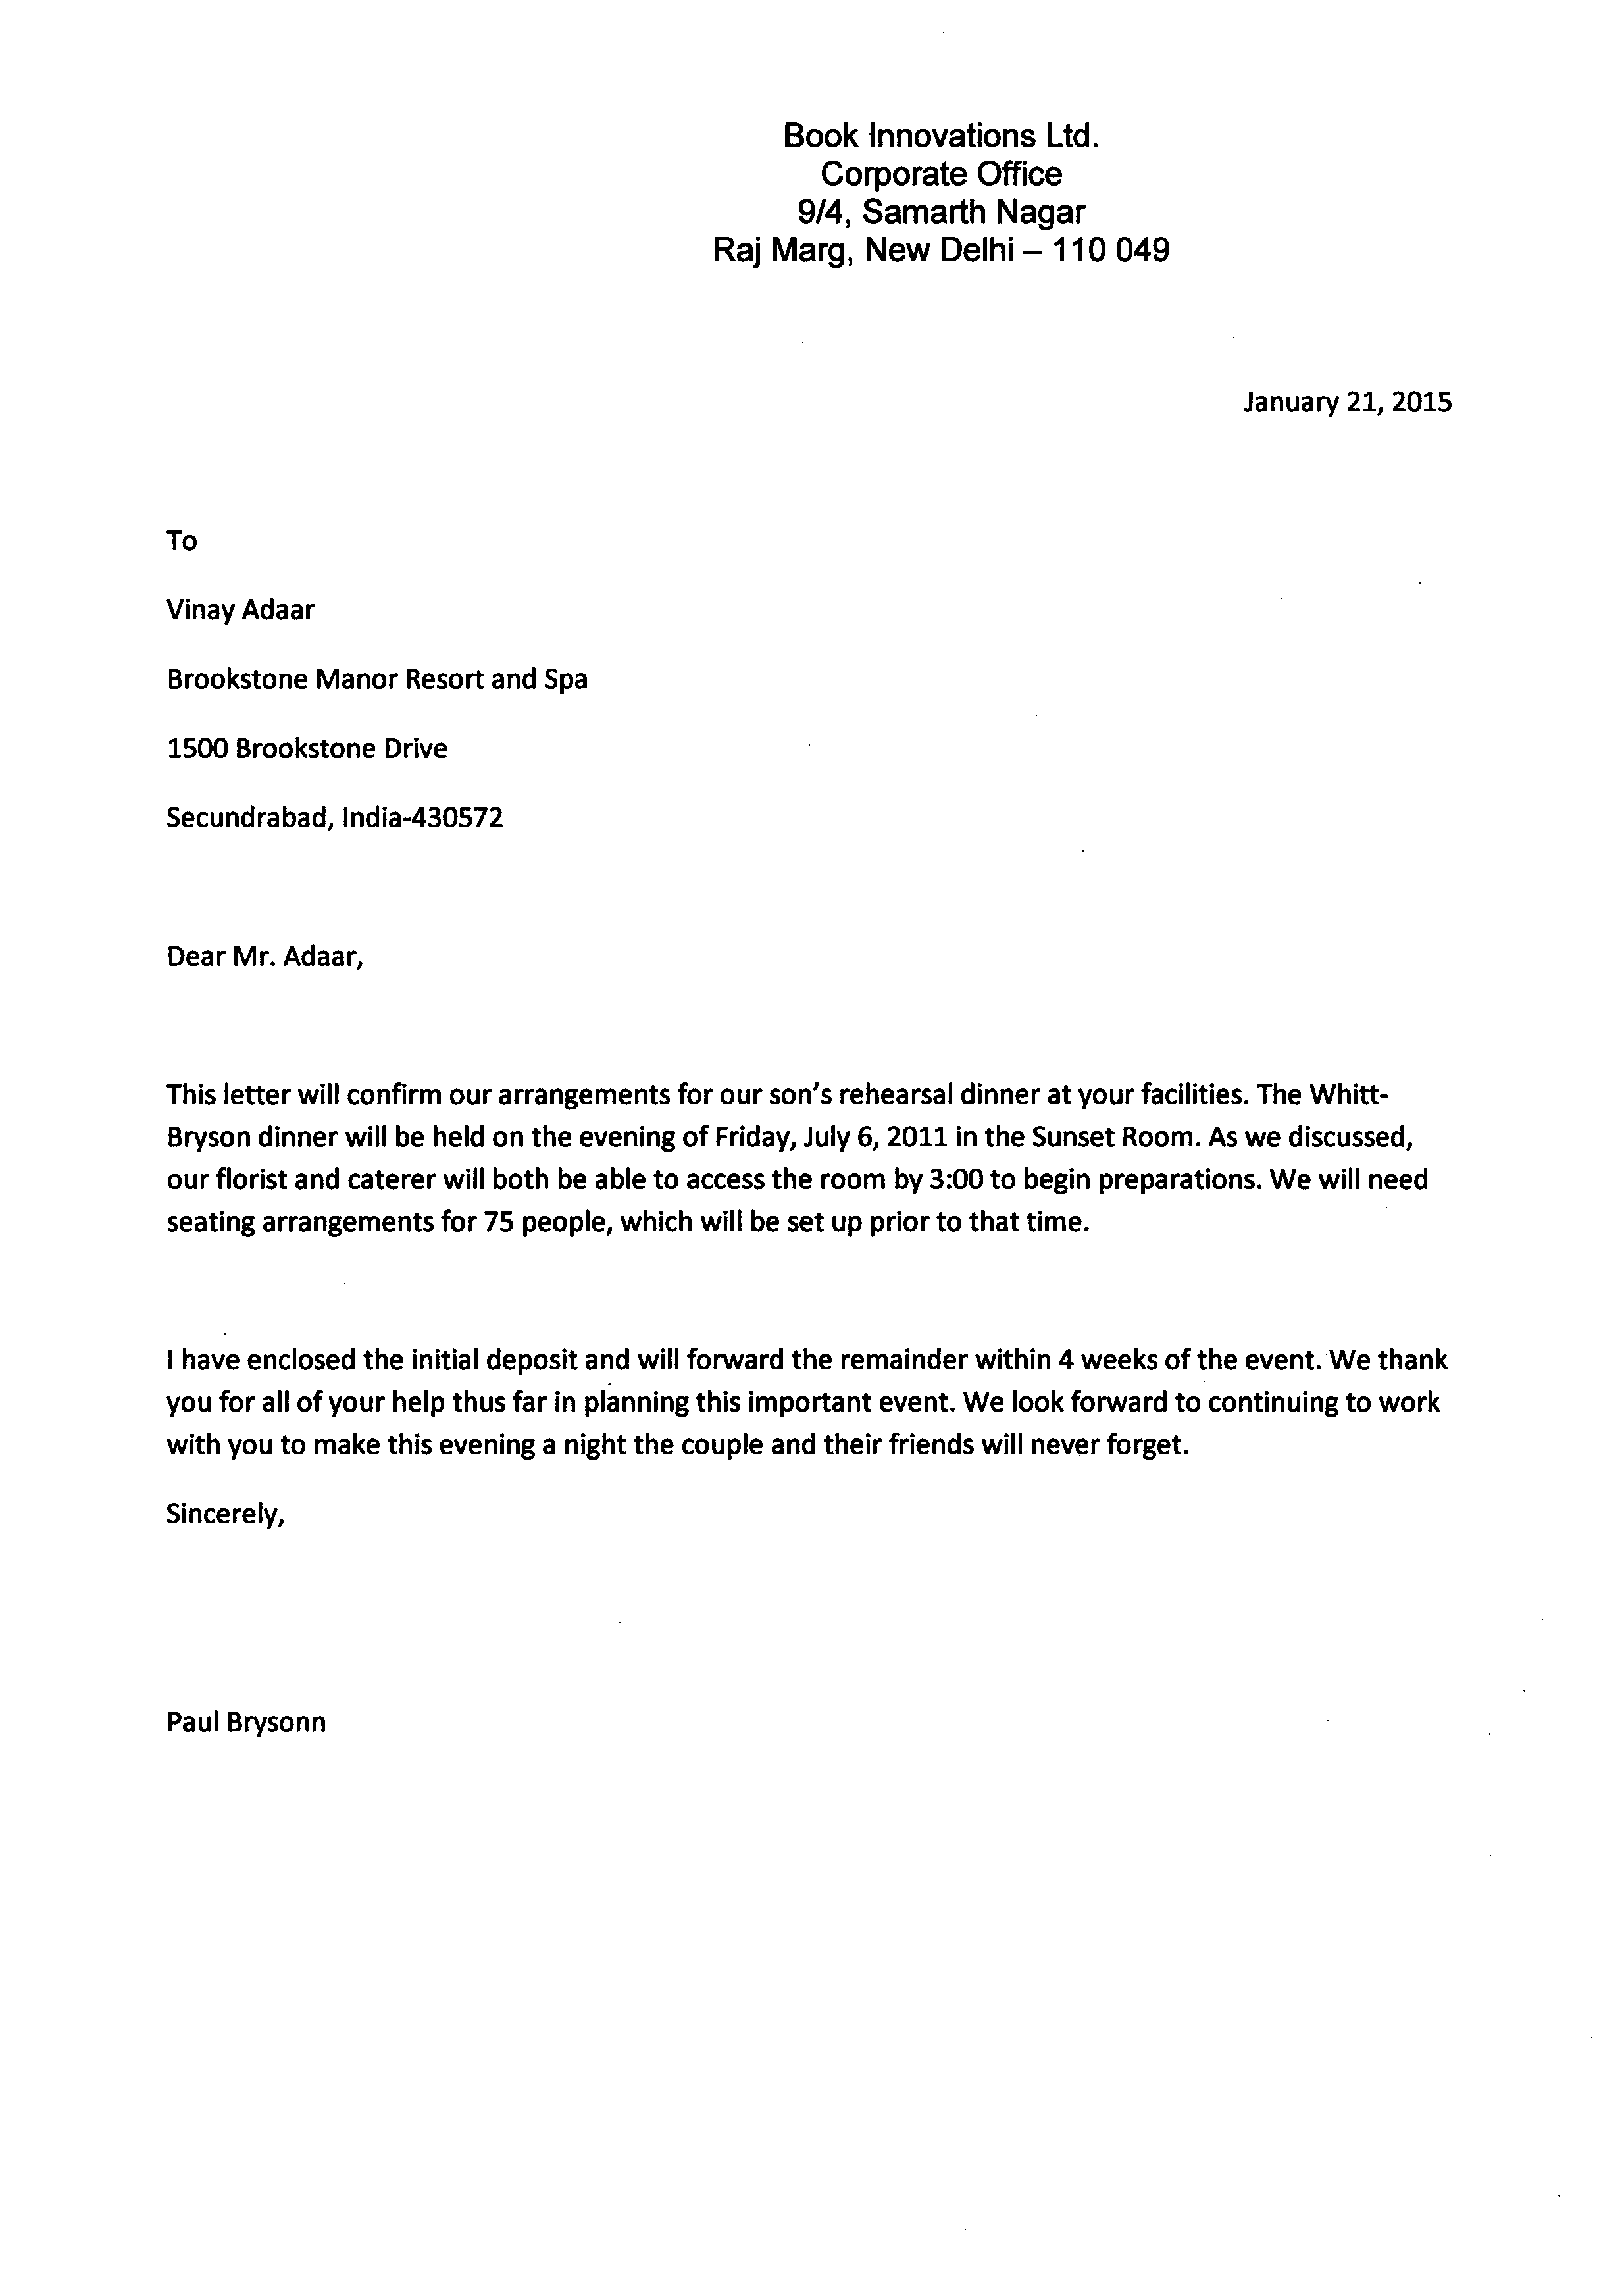 Book Innovations Ltd.
Corporate Office
9/4, Samarth Nagar
Raj Marg, New Delhi – 110 049
January 21, 2015
To
Vinay Adaar
Brookstone Manor Resort and Spa
1500 Brookstone Drive
Secundrabad, India-430572
Dear Mr. Adaar,
This letter will confirm our arrangements for our son's rehearsal dinner at your facilities. The Whitt-
Bryson dinner will be held on the evening of Friday, July 6, 2011 in the Sunset Room. As we discussed,
our florist and caterer will both be able to access the room by 3:00 to begin preparations. We will need
seating arrangements for 75 people, which will be set up prior to that time.
I have enclosed the initial deposit and will forward the remainder within 4 weeks of the event. We thank
you for all of your help thus far in planning this important event. We look forward to continuing to work
with you to make this evening a night the couple and their friends will never forget.
Sincerely,
Paul Brysonn